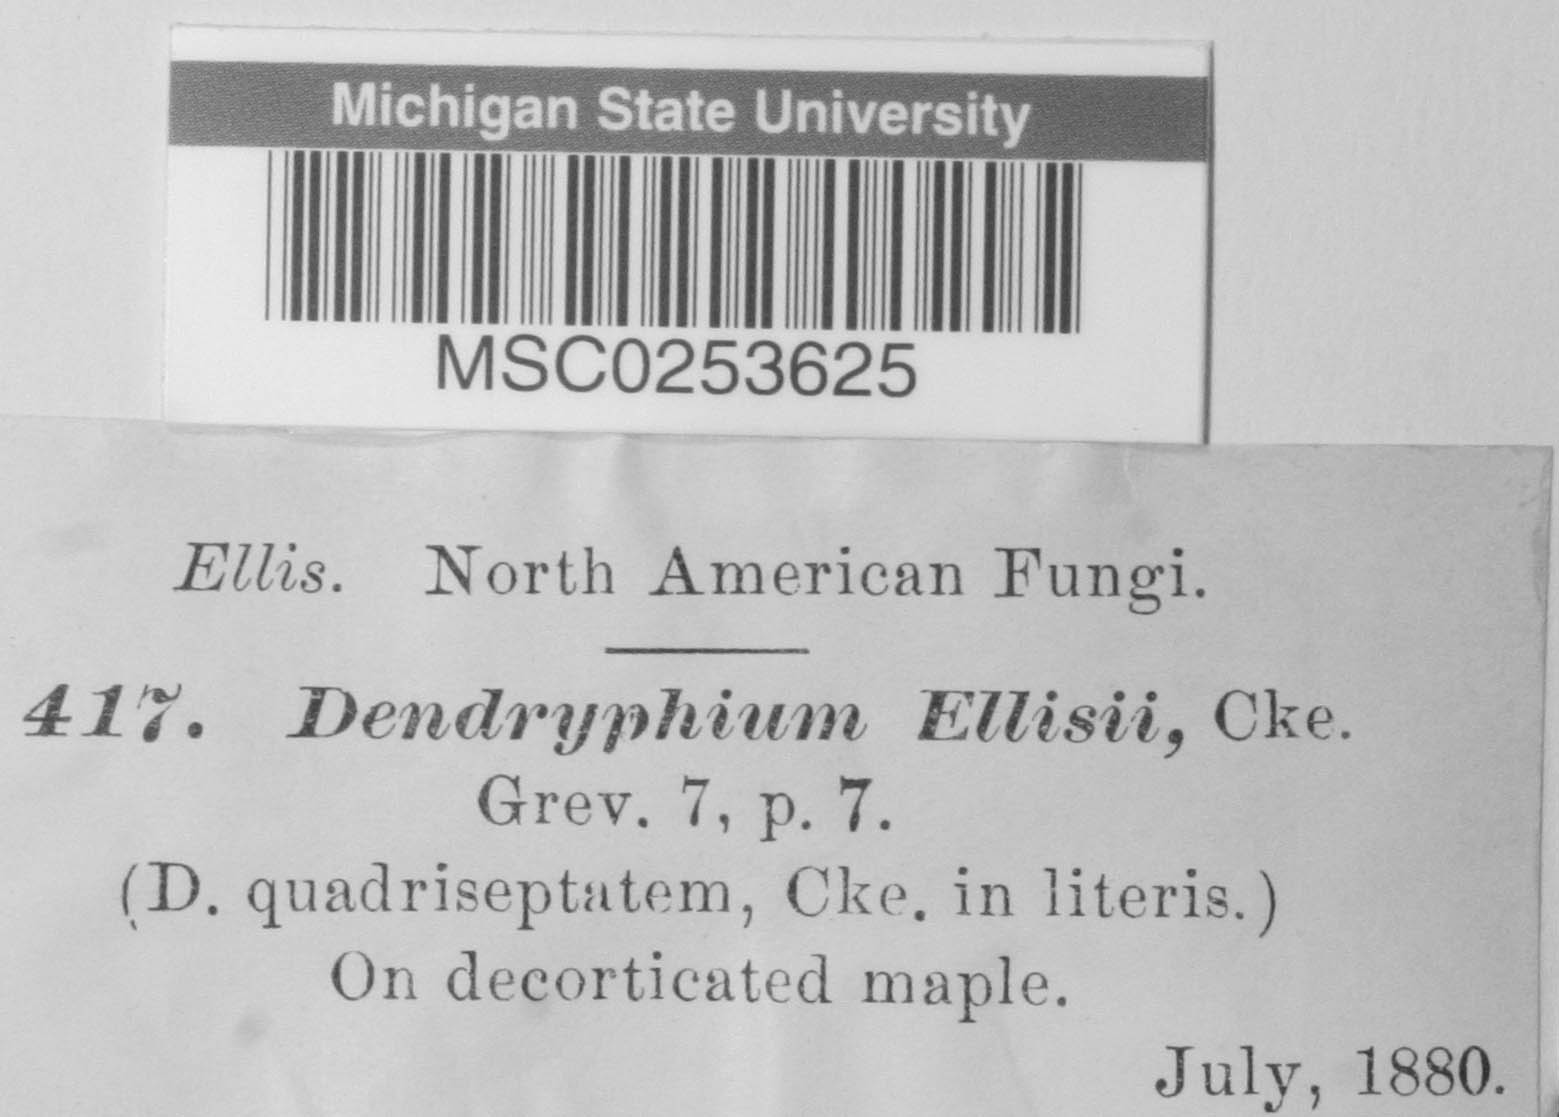 Michigan State University
MSC0253625
Ellis. North American Fungi.
417. Dendryphium Ellisii, Cke.
Grev. 7, p. 7.
(D. quadriseptatem, Cke. in literis.)
On decorticated maple.
July, 1880.